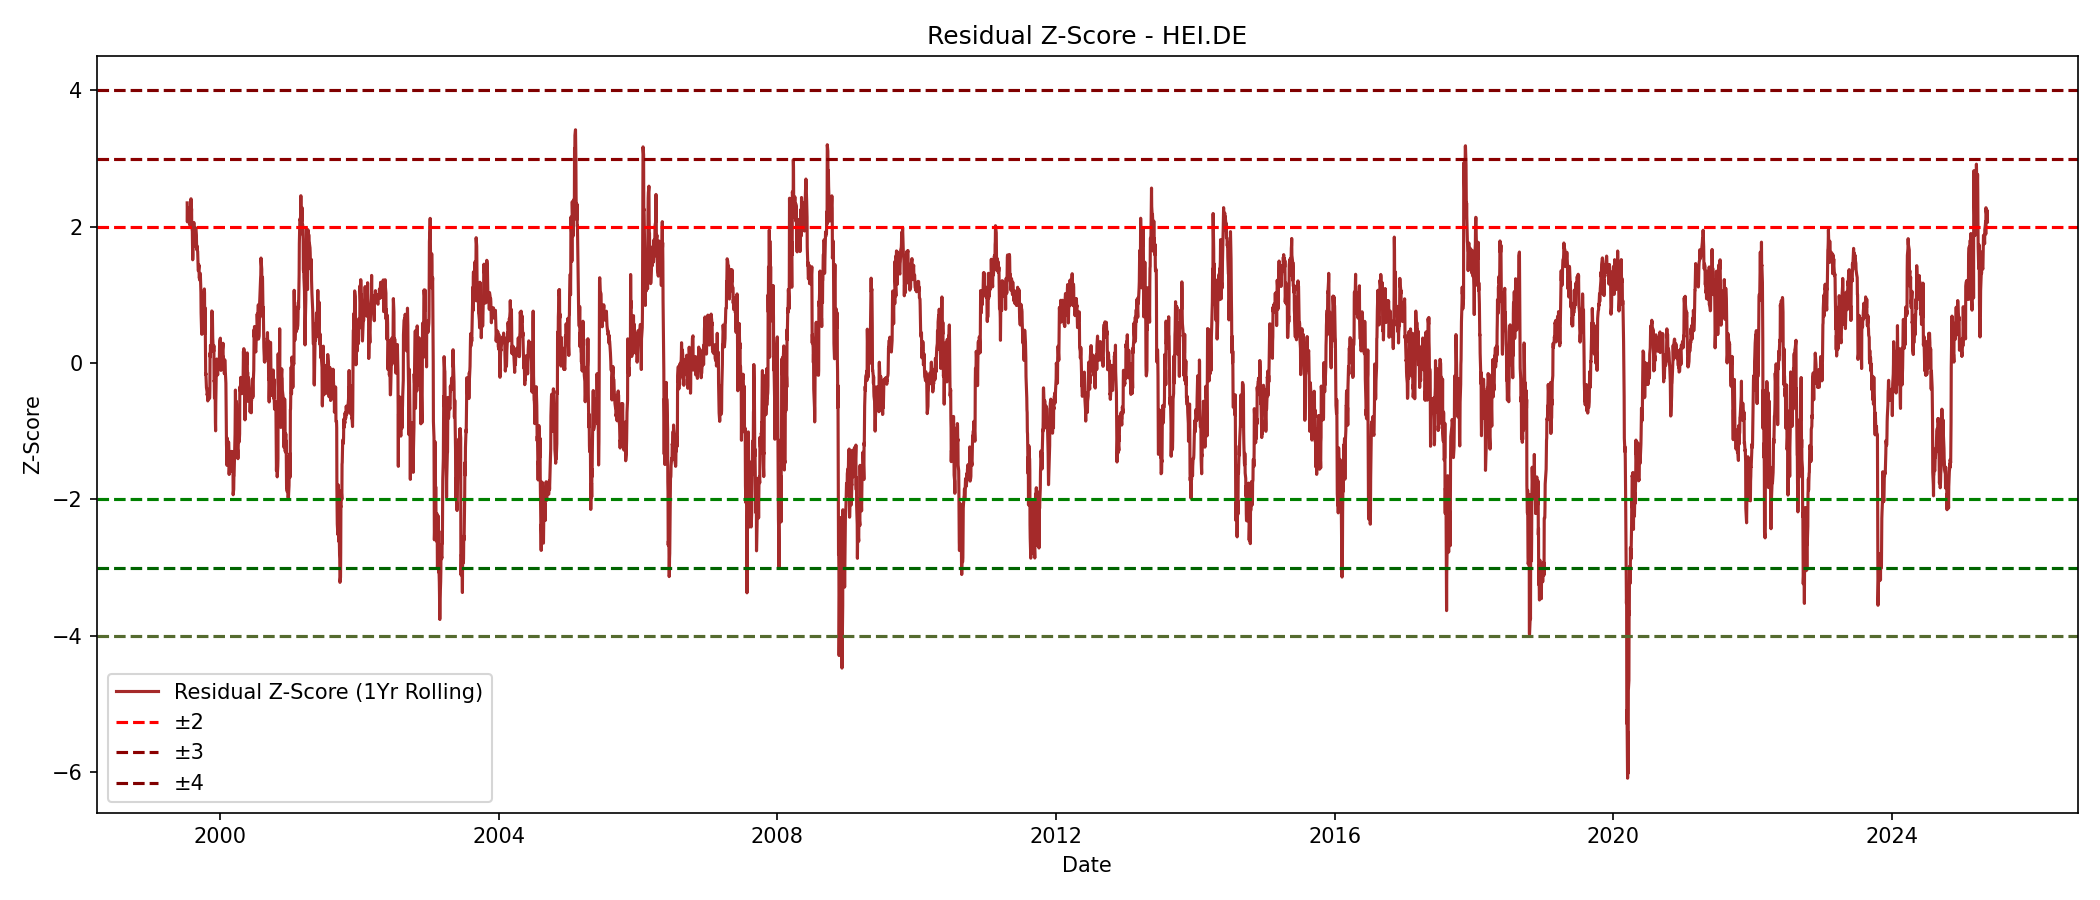 Residual Z-Score - HEI.DE
Z-Score
4
2
0
−2
−4
−6
Residual Z-Score (1Yr Rolling)
±2
±3
±4
2000 2004 2008 2012 2016 2020 2024
Date